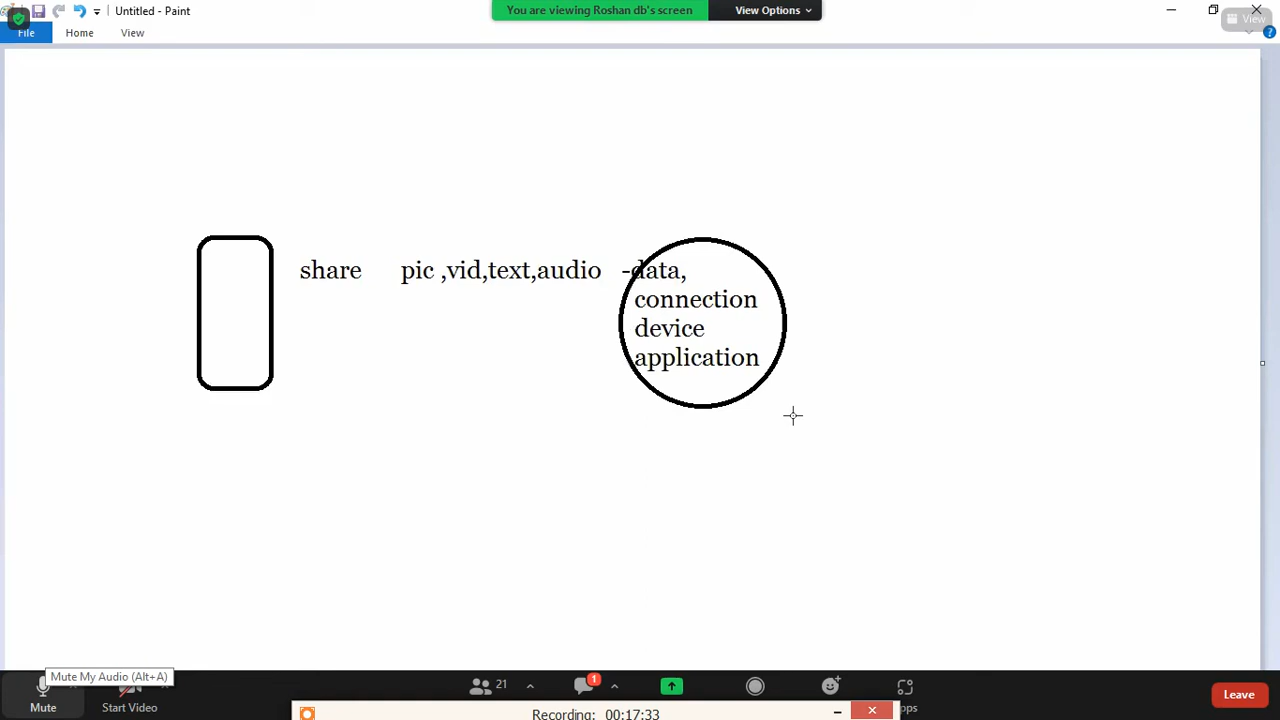 Untitled - Paint
You are viewing Roshan db's screen
View Options
File
Home
View
View
share pic ,vid,text,audio -data,
connection
device
application
Mute My Audio (Alt+A)
Mute
Start Video
21
1
Leave
Recording: 00:17:33